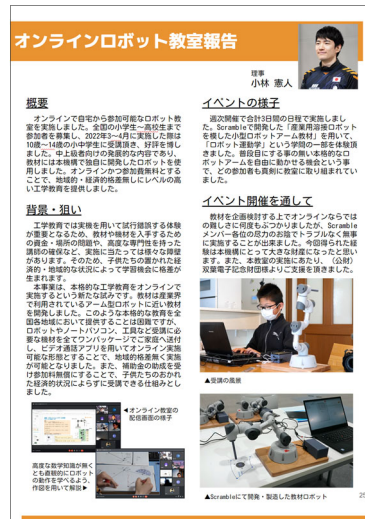 オンラインロボット教室報告
理事
小林 憲人
概要
オンラインで自宅から参加可能なロボット教
室を実施しました。全国の小学生～高校生まで
参加者を募集し、2022年3~4月に実施した際は
10歳～14歳の小中学生に受講頂き、好評を博し
ました。中上級者向けの発展的な内容であり、
教材には本機構で独自に開発したロボットを使
用しました。オンラインかつ参加費無料とする
ことで、地域的・経済的格差無しにレベルの高
い工学教育を提供しました。
背景・狙い
工学教育では実機を用いて試行錯誤する体験
が重要となるため、教材や機材を入手するため
の資金・場所の問題や、高度な専門性を持った
講師の確保など、実施に当たっては様々な障壁
があります。そのため、子供たちの置かれた経
済的・地域的な状況によって学習機会に格差が
生まれます。
本事業は、本格的な工学教育をオンラインで
実施するという新たな試みです。教材は産業界
で利用されているアーム型ロボットに近い教材
を開発しました。このような本格的な教育を全
国各地域において提供することは困難ですが、
ロボットやノートパソコン、工具など受講に必
要な機材を全てワンパッケージでご家庭へ送付
し、ビデオ通話アプリを用いてオンライン実施
可能な形態とすることで、地域的格差無く実施
が可能となりました。また、補助金の助成を受
け参加料無償にすることで、子供たちのおかれ
た経済的状況によらずに受講できる仕組みとし
ました。
◀オンライン教室の
配信画面の様子
高度な数学知識が無く
とも直観的にロボット
の動作を学べるよう、
作図を用いて解説▶
イベントの様子
週次開催で合計3日間の日程で実施しまし
た。Scrambleで開発した「産業用溶接ロボット
を模した小型ロボットアーム教材」を用いて、
「ロボット運動学」という学問の一部を体験頂
きました。普段目にする事の無い本格的なロ
ボットアームを自由に動かせる機会という事
で、どの参加者も真剣に教室に取り組まれてい
ました。
イベント開催を通して
教材を企画検討する上でオンラインならでは
の難しさに何度もぶつかりましたが、Scramble
メンバー各位の尽力のお陰でトラブルなく無事
に実施することが出来ました。今回得られた経
験は本機構にとって大きな財産になったと思い
ます。また、本教室の実施にあたり、（公財）
双葉電子記念財団様よりご支援を頂きました。
▲受講の風景
▲Scrambleにて開発・製造した教材ロボット
25